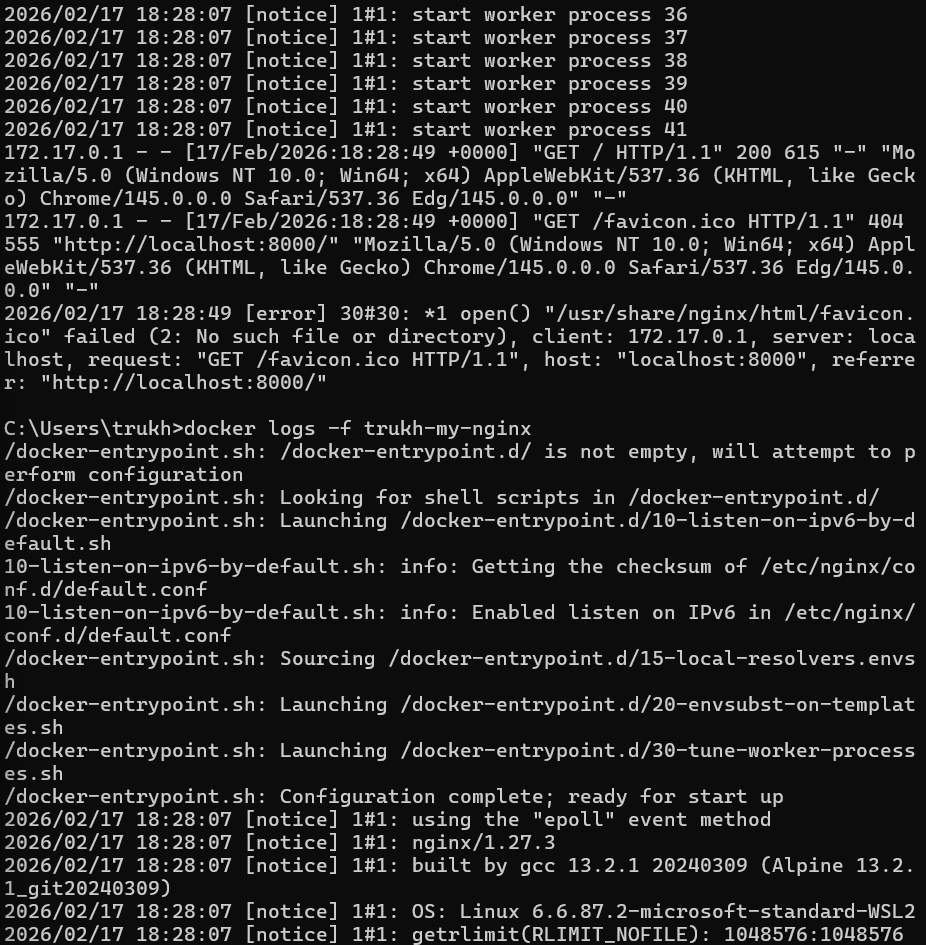 2026/02/17 18:28:07 [notice] 1#1: start worker process 36
2026/02/17 18:28:07 [notice] 1#1: start worker process 37
2026/02/17 18:28:07 [notice] 1#1: start worker process 38
2026/02/17 18:28:07 [notice] 1#1: start worker process 39
2026/02/17 18:28:07 [notice] 1#1: start worker process 40
2026/02/17 18:28:07 [notice] 1#1: start worker process 41
172.17.0.1 - - [17/Feb/2026:18:28:49 +0000] "GET / HTTP/1.1" 200 615 "-" "Mo
zilla/5.0 (Windows NT 10.0; Win64; x64) AppleWebKit/537.36 (KHTML, like Geck
o) Chrome/145.0.0.0 Safari/537.36 Edg/145.0.0.0" "-"
172.17.0.1 - - [17/Feb/2026:18:28:49 +0000] "GET /favicon.ico HTTP/1.1" 404
555 "http://localhost:8000/" "Mozilla/5.0 (Windows NT 10.0; Win64; x64) Appl
eWebKit/537.36 (KHTML, like Gecko) Chrome/145.0.0.0 Safari/537.36 Edg/145.0.
0.0" "-"
2026/02/17 18:28:49 [error] 30#30: *1 open() "/usr/share/nginx/html/favicon.
ico" failed (2: No such file or directory), client: 172.17.0.1, server: loca
lhost, request: "GET /favicon.ico HTTP/1.1", host: "localhost:8000", referre
r: "http://localhost:8000/"
C:\Users\trukh>docker logs -f trukh-my-nginx
/docker-entrypoint.sh: /docker-entrypoint.d/ is not empty, will attempt to p
erform configuration
/docker-entrypoint.sh: Looking for shell scripts in /docker-entrypoint.d/
/docker-entrypoint.sh: Launching /docker-entrypoint.d/10-listen-on-ipv6-by-d
efault.sh
10-listen-on-ipv6-by-default.sh: info: Getting the checksum of /etc/nginx/co
nf.d/default.conf
10-listen-on-ipv6-by-default.sh: info: Enabled listen on IPv6 in /etc/nginx/
conf.d/default.conf
/docker-entrypoint.sh: Sourcing /docker-entrypoint.d/15-local-resolvers.envs
h
/docker-entrypoint.sh: Launching /docker-entrypoint.d/20-envsubst-on-templat
es.sh
/docker-entrypoint.sh: Launching /docker-entrypoint.d/30-tune-worker-process
es.sh
/docker-entrypoint.sh: Configuration complete; ready for start up
2026/02/17 18:28:07 [notice] 1#1: using the "epoll" event method
2026/02/17 18:28:07 [notice] 1#1: nginx/1.27.3
2026/02/17 18:28:07 [notice] 1#1: built by gcc 13.2.1 20240309 (Alpine 13.2.
1_git20240309)
2026/02/17 18:28:07 [notice] 1#1: OS: Linux 6.6.87.2-microsoft-standard-WSL2
2026/02/17 18:28:07 [notice] 1#1: getrlimit(RLIMIT_NOFILE): 1048576:1048576